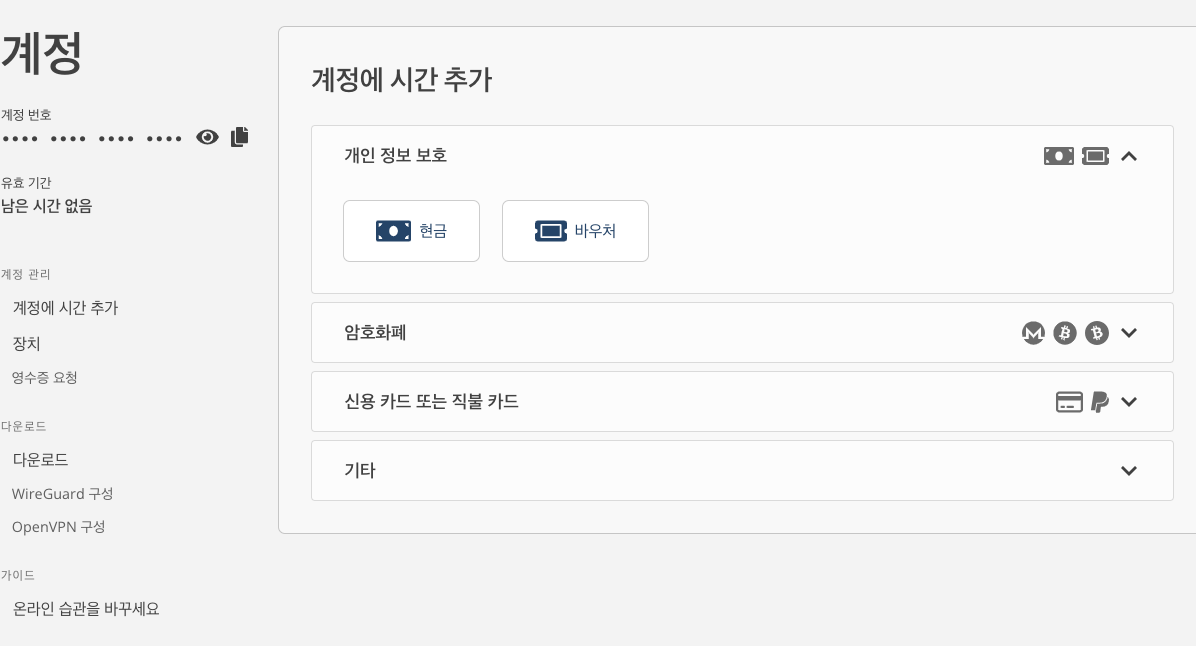 계정
계정 번호
•••• •••• •••• ••••
유효 기간
남은 시간 없음
계정 관리
계정에 시간 추가
장치
영수증 요청
다운로드
다운로드
WireGuard 구성
OpenVPN 구성
가이드
온라인 습관을 바꾸세요
계정에 시간 추가
개인 정보 보호
현금
바우처
암호화폐
신용 카드 또는 직불 카드
기타